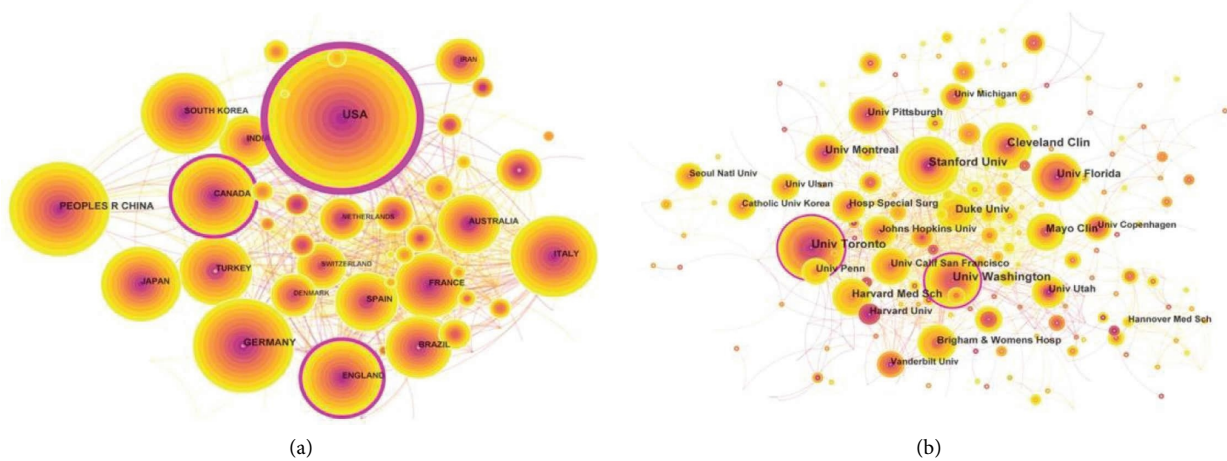 IRAN
USA
SOUTH KOREA
INDIA
CANADA
PEOPLES R CHINA
NETHERLANDS
AUSTRALIA
ITALY
SWITZERLAND
TURKEY
JAPAN
FRANCE
DENMARK
SPAIN
GERMANY
BRAZIL
ENGLAND
(a)
Univ Michigan
Univ Pittsburgh
Cleveland Clin
Univ Montreal
Stanford Univ
Univ Florida
Seoul Natl Univ
Univ Ulsan
Catholic Univ Korea
Hosp Special Surg
Duke Univ
Univ Copenhagen
Johns Hopkins Univ
Mayo Clin
Univ Toronto
Univ Calif San Francisco
Univ Penn
Univ Washington
Univ Utah
Harvard Med Sch
Harvard Univ
Hannover Med Sch
Brigham & Womens Hosp
Vanderbilt Univ
(b)